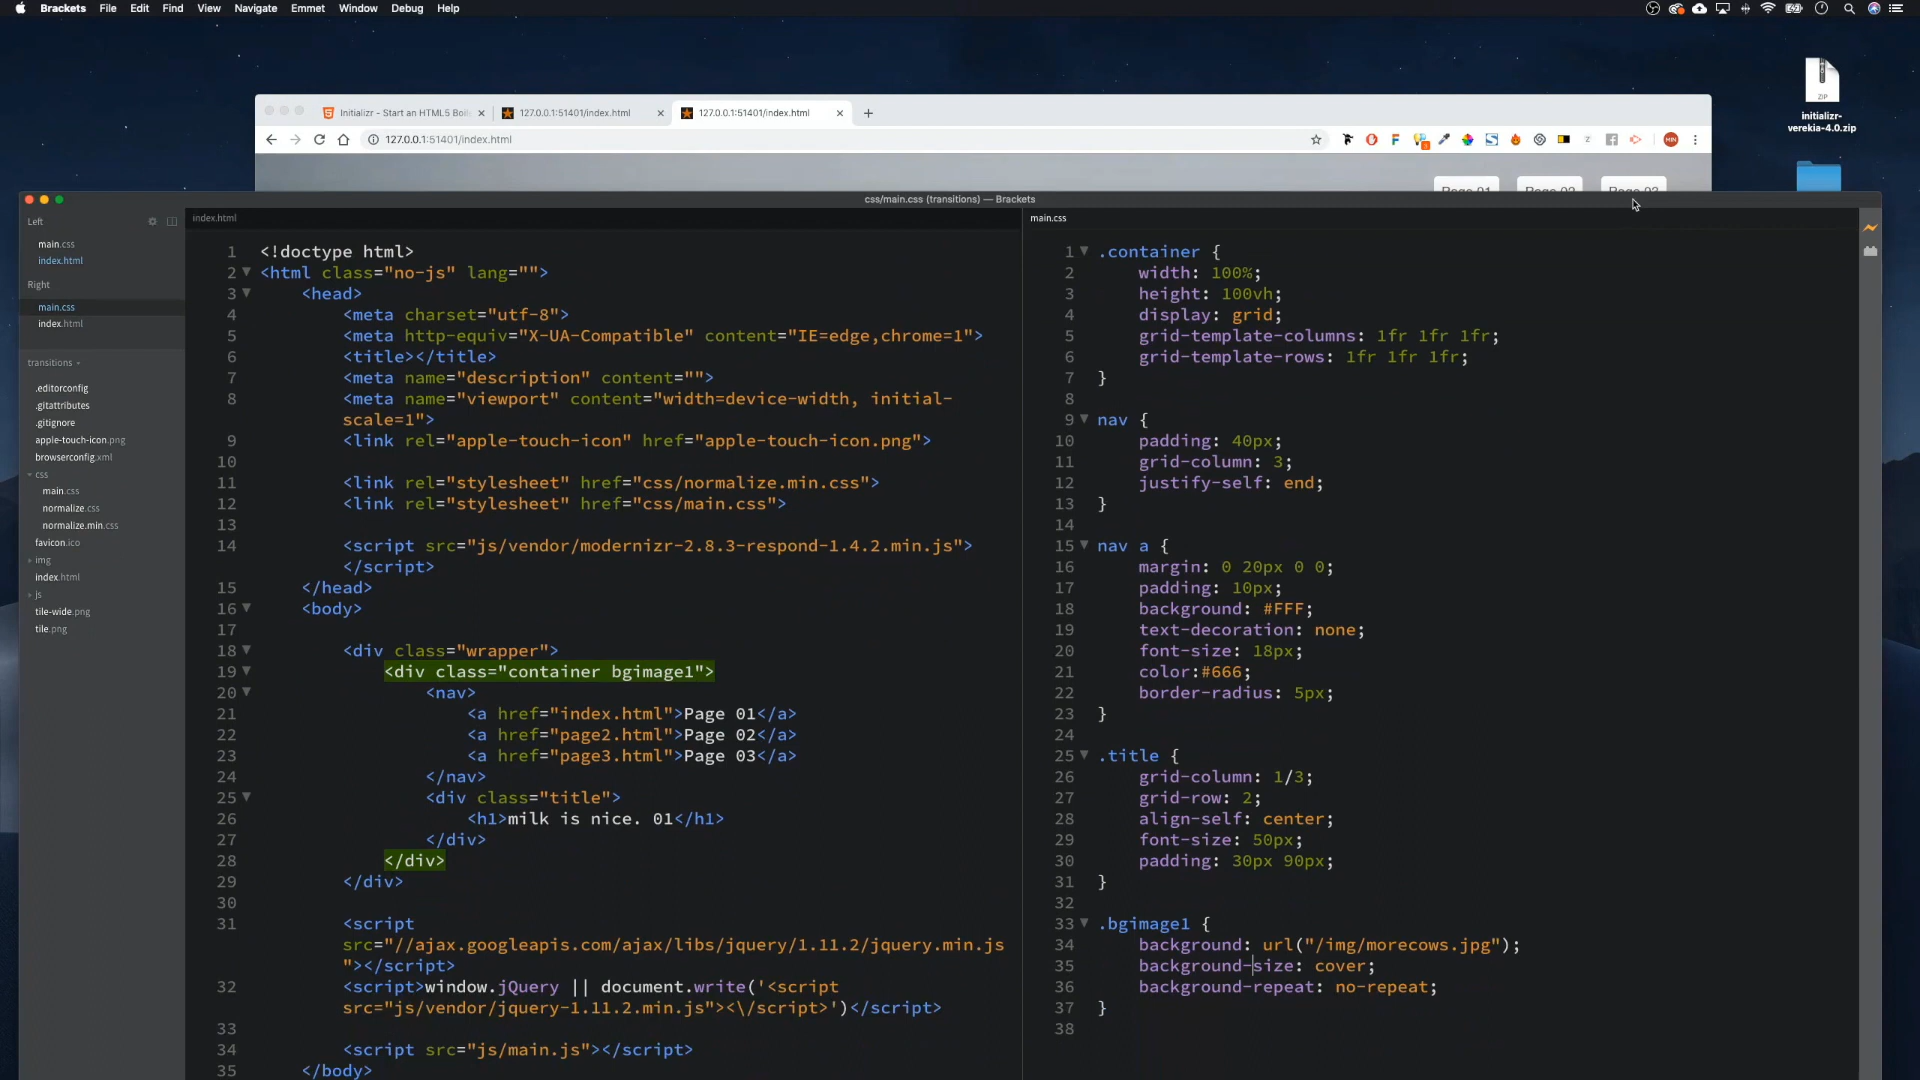 Brackets File Edit Find View Navigate Emmet Window Debug Help
ZIP
initializr-
verekia-4.0.zip
Initializr - Start an HTML5 Boile
127.0.0.1:51401/index.html
127.0.0.1:51401/index.html
127.0.0.1:51401/index.html
Page 01 Page 02 Page 03
css/main.css (transitions) — Brackets
Left
main.css
index.html
Right
main.css
index.html
transitions
.editorconfig
.gitattributes
.gitignore
apple-touch-icon.png
browserconfig.xml
css
main.css
normalize.css
normalize.min.css
favicon.ico
img
index.html
js
tile-wide.png
tile.png
index.html
1 <!doctype html>
2 <html class="no-js" lang="">
3 <head>
4 <meta charset="utf-8">
5 <meta http-equiv="X-UA-Compatible" content="IE=edge,chrome=1">
6 <title></title>
7 <meta name="description" content="">
8 <meta name="viewport" content="width=device-width, initial-
scale=1">
9 <link rel="apple-touch-icon" href="apple-touch-icon.png">
10
11 <link rel="stylesheet" href="css/normalize.min.css">
12 <link rel="stylesheet" href="css/main.css">
13
14 <script src="js/vendor/modernizr-2.8.3-respond-1.4.2.min.js">
</script>
15 </head>
16 <body>
17
18 <div class="wrapper">
19 <div class="container bgimage1">
20 <nav>
21 <a href="index.html">Page 01</a>
22 <a href="page2.html">Page 02</a>
23 <a href="page3.html">Page 03</a>
24 </nav>
25 <div class="title">
26 <h1>milk is nice. 01</h1>
27 </div>
28 </div>
29 </div>
30
31 <script
src="//ajax.googleapis.com/ajax/libs/jquery/1.11.2/jquery.min.js
"></script>
32 <script>window.jQuery || document.write('<script
src="js/vendor/jquery-1.11.2.min.js"><\/script>')</script>
33
34 <script src="js/main.js"></script>
35 </body>
main.css
1 .container {
2 width: 100%;
3 height: 100vh;
4 display: grid;
5 grid-template-columns: 1fr 1fr 1fr;
6 grid-template-rows: 1fr 1fr 1fr;
7 }
8
9 nav {
10 padding: 40px;
11 grid-column: 3;
12 justify-self: end;
13 }
14
15 nav a {
16 margin: 0 20px 0 0;
17 padding: 10px;
18 background: #FFF;
19 text-decoration: none;
20 font-size: 18px;
21 color:#666;
22 border-radius: 5px;
23 }
24
25 .title {
26 grid-column: 1/3;
27 grid-row: 2;
28 align-self: center;
29 font-size: 50px;
30 padding: 30px 90px;
31 }
32
33 .bgimage1 {
34 background: url("/img/morecows.jpg");
35 background-size: cover;
36 background-repeat: no-repeat;
37 }
38